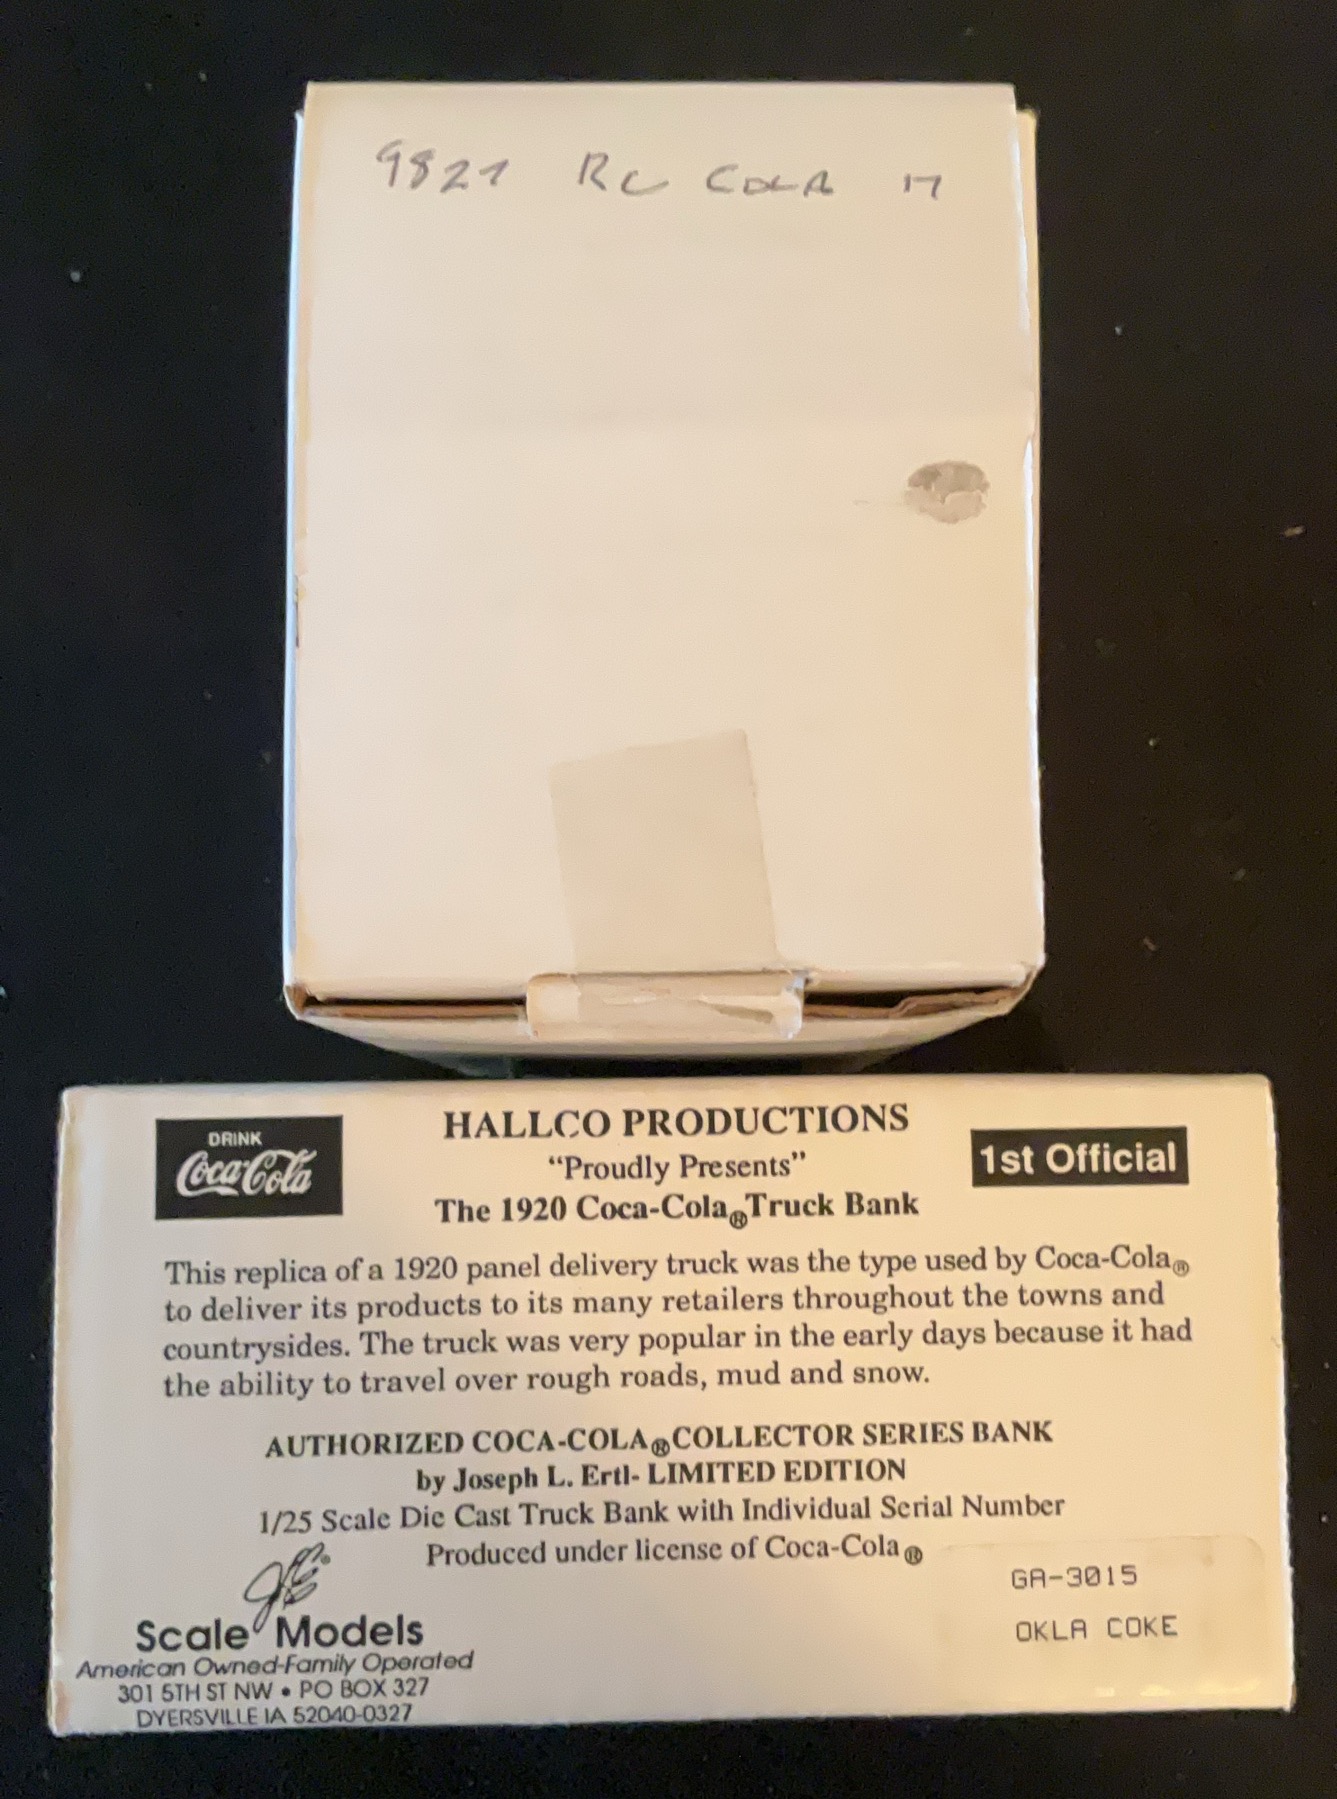 9827 RC COLA 17
DRINK
Coca-Cola
HALLCO PRODUCTIONS
"Proudly Presents"
The 1920 Coca-Cola® Truck Bank
1st Official
This replica of a 1920 panel delivery truck was the type used by Coca-Cola®
to deliver its products to its many retailers throughout the towns and
countrysides. The truck was very popular in the early days because it had
the ability to travel over rough roads, mud and snow.
AUTHORIZED COCA-COLA® COLLECTOR SERIES BANK
by Joseph L. Ertl- LIMITED EDITION
1/25 Scale Die Cast Truck Bank with Individual Serial Number
Produced under license of Coca-Cola®
Scale Models
American Owned-Family Operated
301 5TH ST NW • PO BOX 327
DYERSVILLE IA 52040-0327
GA-3015
OKLA COKE